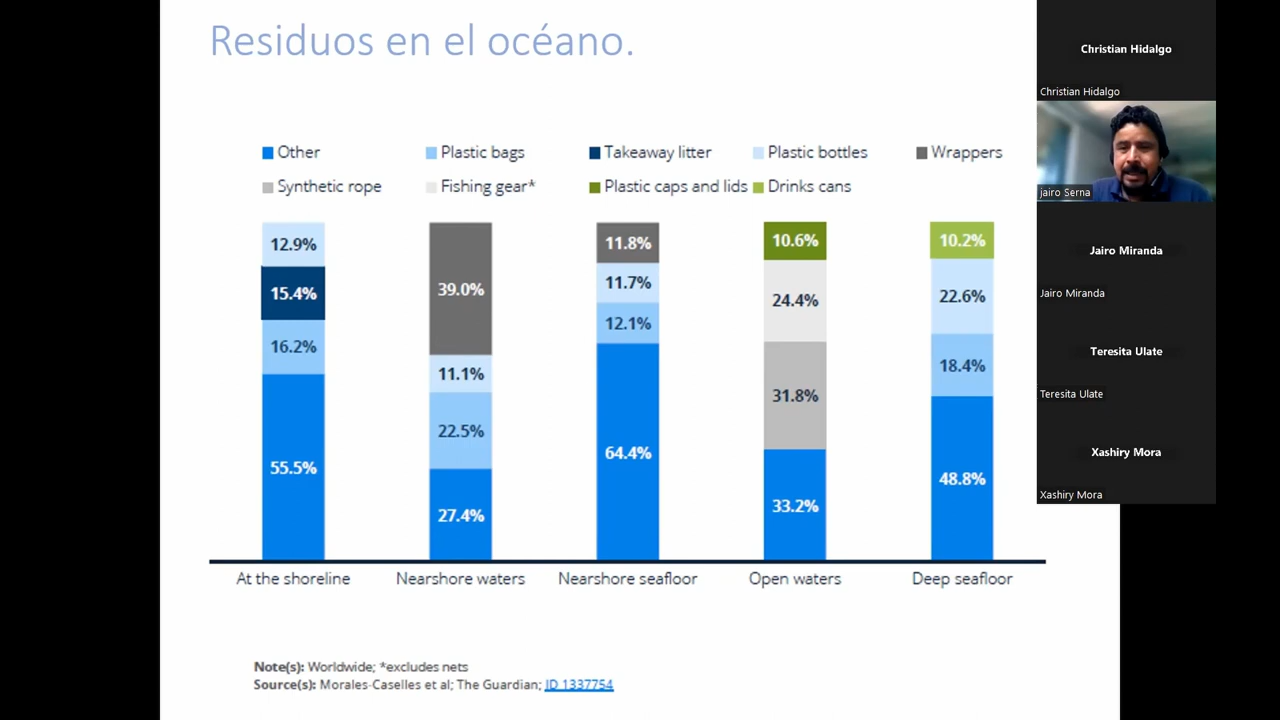 Residuos en el océano.
Other Plastic bags Takeaway litter Plastic bottles Wrappers
Synthetic rope Fishing gear* Plastic caps and lids Drinks cans
12.9%
15.4%
16.2%
55.5%
39.0%
11.1%
22.5%
27.4%
11.8%
11.7%
12.1%
64.4%
10.6%
24.4%
31.8%
33.2%
10.2%
22.6%
18.4%
48.8%
At the shoreline Nearshore waters Nearshore seafloor Open waters Deep seafloor
Note(s): Worldwide; *excludes nets
Source(s): Morales-Caselles et al; The Guardian; ID 1337754
Christian Hidalgo
Christian Hidalgo
jairo Serna
Jairo Miranda
Jairo Miranda
Teresita Ulate
Teresita Ulate
Xashiry Mora
Xashiry Mora